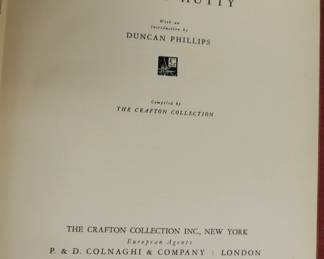 HUTTY
With an
Introduction by
DUNCAN PHILLIPS
Compiled by
THE CRAFTON COLLECTION
THE CRAFTON COLLECTION INC., NEW YORK
European Agents
P. & D. COLNAGHI & COMPANY : LONDON